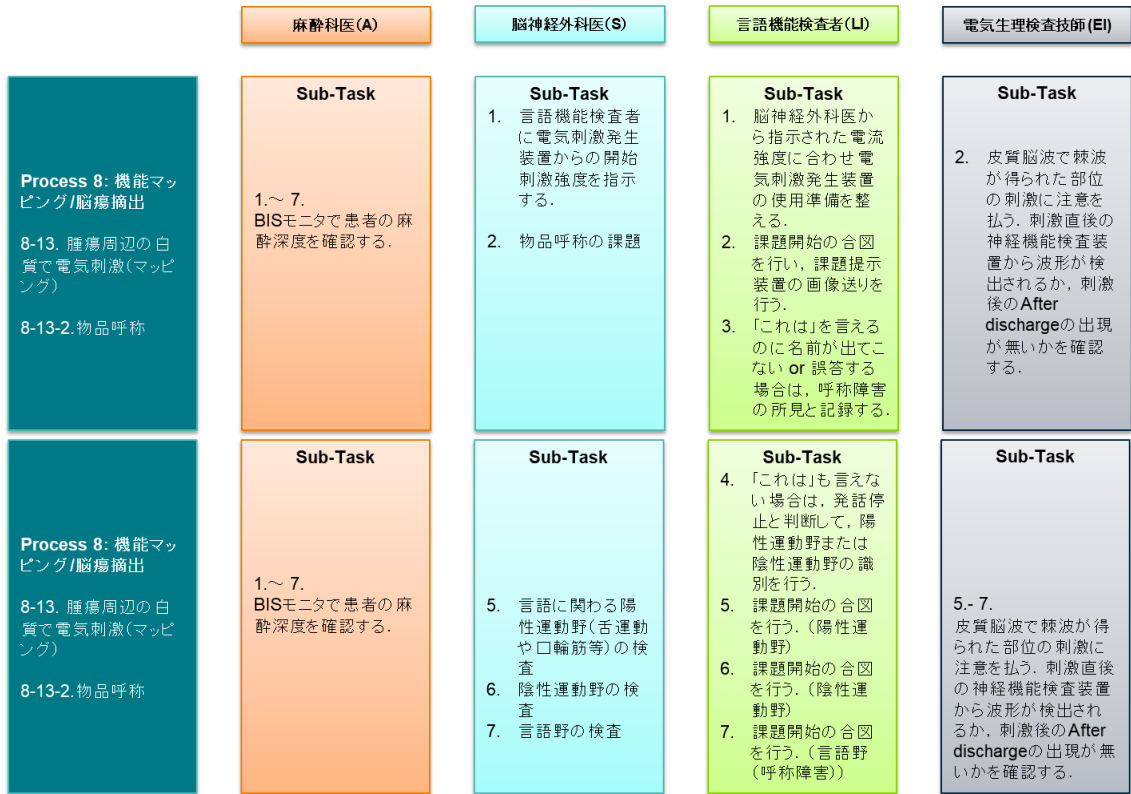 麻酔科医(A)
脳神経外科医(S)
言語機能検査者(LI)
電気生理検査技師(EI)
Process 8: 機能マッ
ピング/脳瘍摘出
8-13. 腫瘍周辺の白
質で電気刺激(マッピ
ング)
8-13-2.物品呼称
Sub-Task
1.～ 7.
BISモニタで患者の麻
酔深度を確認する.
Sub-Task
1. 言語機能検査者
に電気刺激発生
装置からの開始
刺激強度を指示
する.
2. 物品呼称の課題
Sub-Task
1. 脳神経外科医か
ら指示された電流
強度に合わせ電
気刺激発生装置
の使用準備を整
える.
2. 課題開始の合図
を行い, 課題提示
装置の画像送りを
行う.
3. 「これは」を言える
のに名前が出てこ
ない or 誤答する
場合は, 呼称障害
の所見と記録する.
Sub-Task
2. 皮質脳波で棘波
が得られた部位
の刺激に注意を
払う. 刺激直後の
神経機能検査装
置から波形が検
出されるか, 刺激
後のAfter
dischargeの出現
が無いかを確認
する.
Process 8: 機能マッ
ピング/脳瘍摘出
8-13. 腫瘍周辺の白
質で電気刺激(マッピ
ング)
8-13-2.物品呼称
Sub-Task
1.～ 7.
BISモニタで患者の麻
酔深度を確認する.
Sub-Task
5. 言語に関わる陽
性運動野(舌運動
や口輪筋等)の検
査
6. 陰性運動野の検
査
7. 言語野の検査
Sub-Task
4. 「これは」も言えな
い場合は, 発話停
止と判断して, 陽
性運動野または
陰性運動野の識
別を行う.
5. 課題開始の合図
を行う. (陽性運
動野)
6. 課題開始の合図
を行う. (陰性運
動野)
7. 課題開始の合図
を行う. (言語野
(呼称障害))
Sub-Task
5.- 7.
皮質脳波で棘波が得
られた部位の刺激に
注意を払う. 刺激直後
の神経機能検査装置
から波形が検出され
るか, 刺激後のAfter
dischargeの出現が無
いかを確認する.